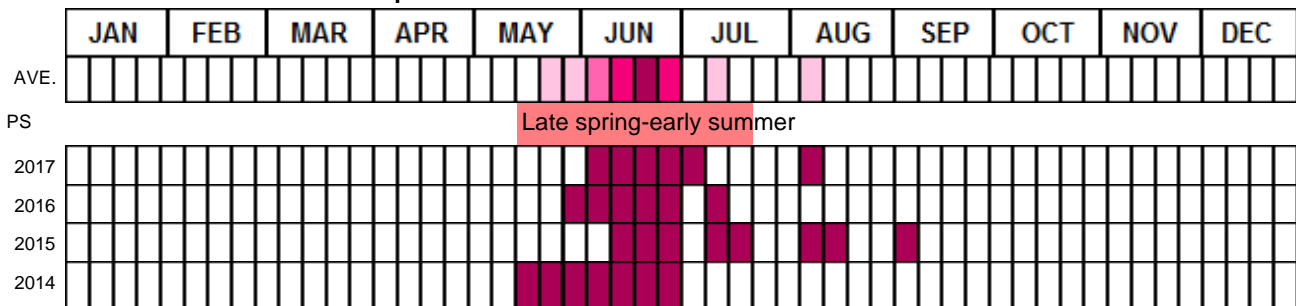 JAN FEB MAR APR MAY JUN JUL AUG SEP OCT NOV DEC
AVE.
PS Late spring-early summer
2017
2016
2015
2014